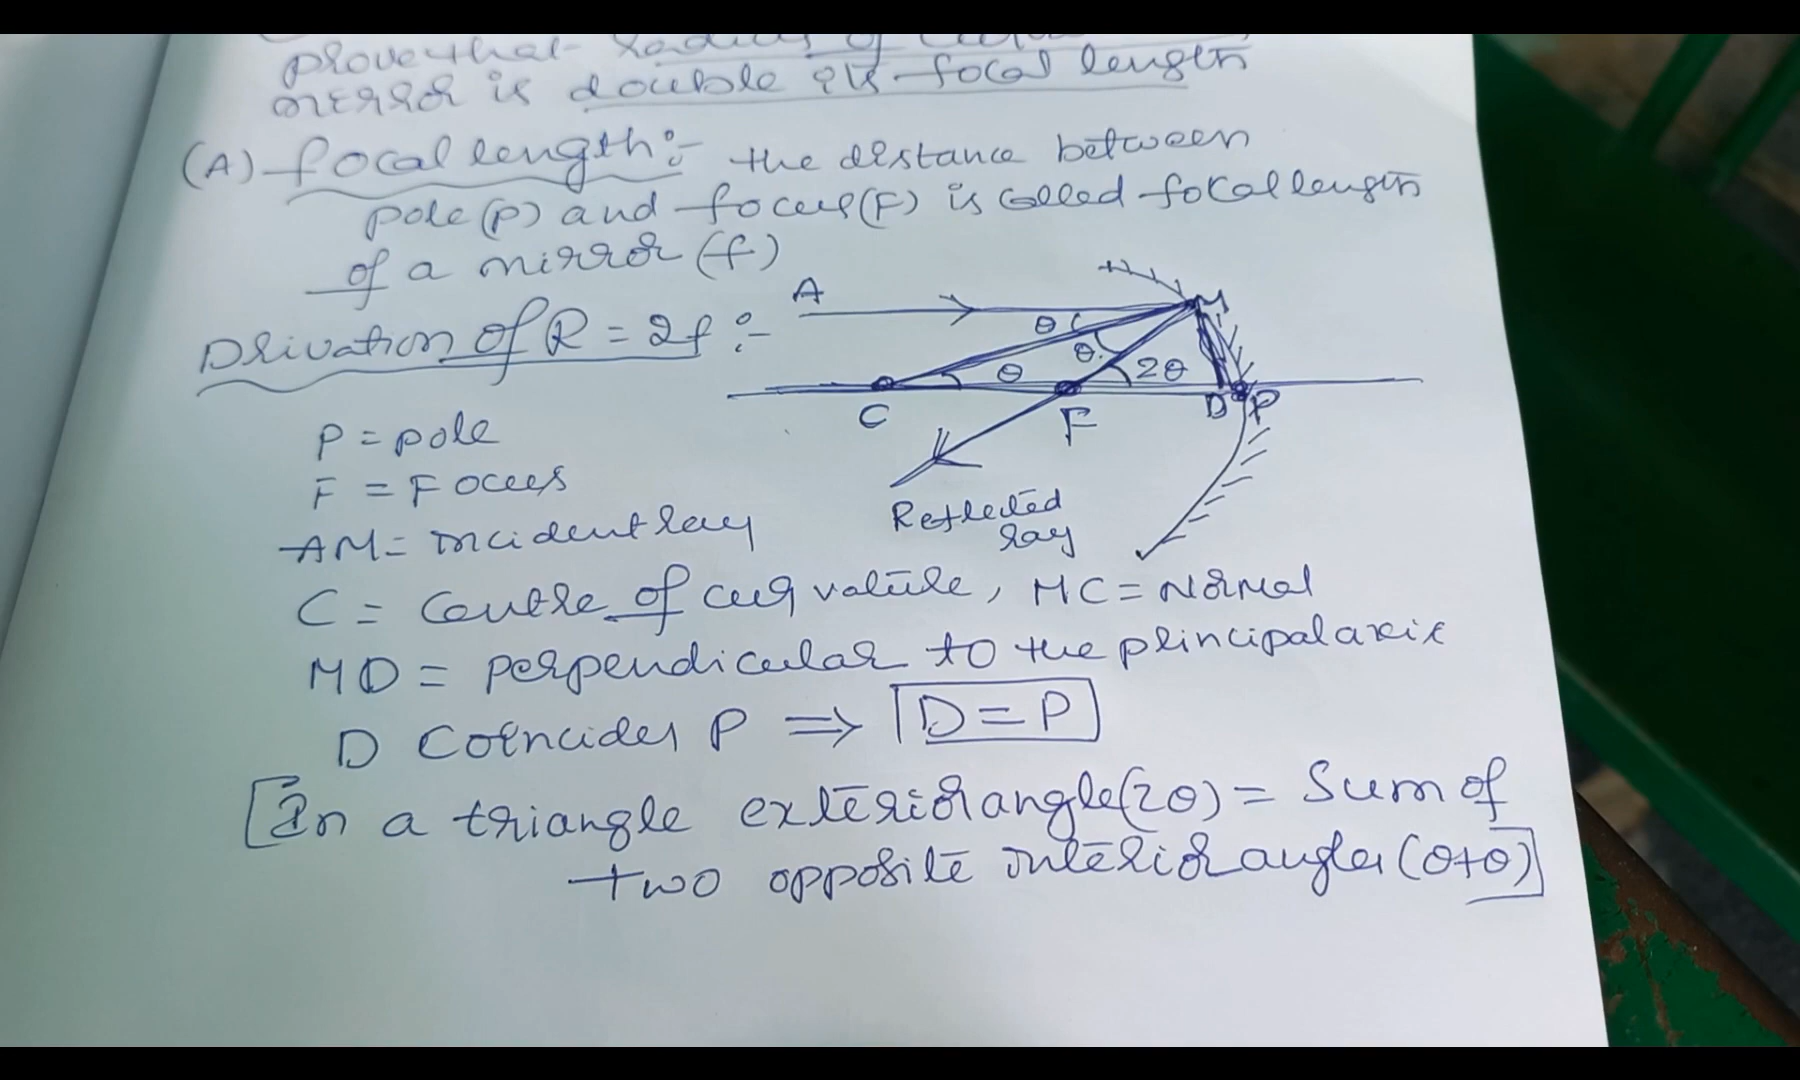 prove that radius of
mirror is double its focal length
(A) focal length:- the distance between
pole (P) and focus (F) is called focal length
of a mirror (f)
Drivation of R = 2f :-
A
M
θ
θ
θ
2θ
C
F
D
P
Reflected
ray
P = pole
F = Focus
AM = incident ray
C = Centre of curvature, MC = Normal
MD = perpendicular to the principal axis
D Coincides P ⇒ D = P
[In a triangle exterior angle(2θ) = Sum of
two opposite interior angles (θ+θ)]